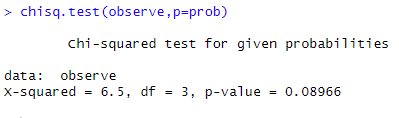 > chisq.test(observe,p=prob)
Chi-squared test for given probabilities
data:  observe
X-squared = 6.5, df = 3, p-value = 0.08966